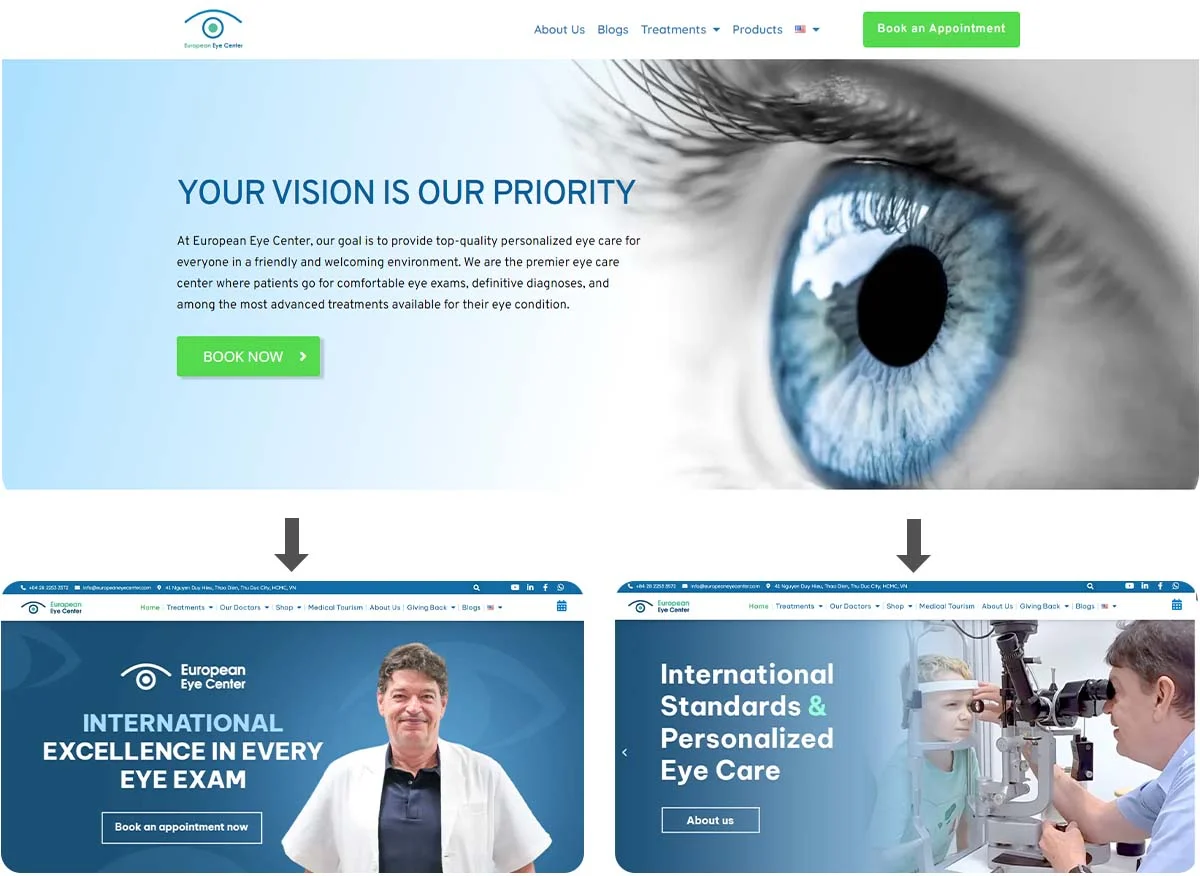 About Us Blogs Treatments Products
Book an Appointment
European Eye Center
YOUR VISION IS OUR PRIORITY
At European Eye Center, our goal is to provide top-quality personalized eye care for
everyone in a friendly and welcoming environment. We are the premier eye care
center where patients go for comfortable eye exams, definitive diagnoses, and
among the most advanced treatments available for their eye condition.
BOOK NOW
+84 28 2253 3572 info@europeaneyecenter.com 41 Nguyen Duy Hieu, Thao Dien, Thu Duc City, HCMC, VN
European
Eye Center
Home Treatments Our Doctors Shop Medical Tourism About Us Giving Back Blogs
European
Eye Center
INTERNATIONAL
EXCELLENCE IN EVERY
EYE EXAM
Book an appointment now
info@europeaneyecenter.com 41 Nguyen Duy Hieu, Thao Dien, Thu Duc City, HCMC, VN
European
Eye Center
Home Treatments Our Doctors Shop Medical Tourism About Us Giving Back Blogs
International
Standards &
Personalized
Eye Care
About us